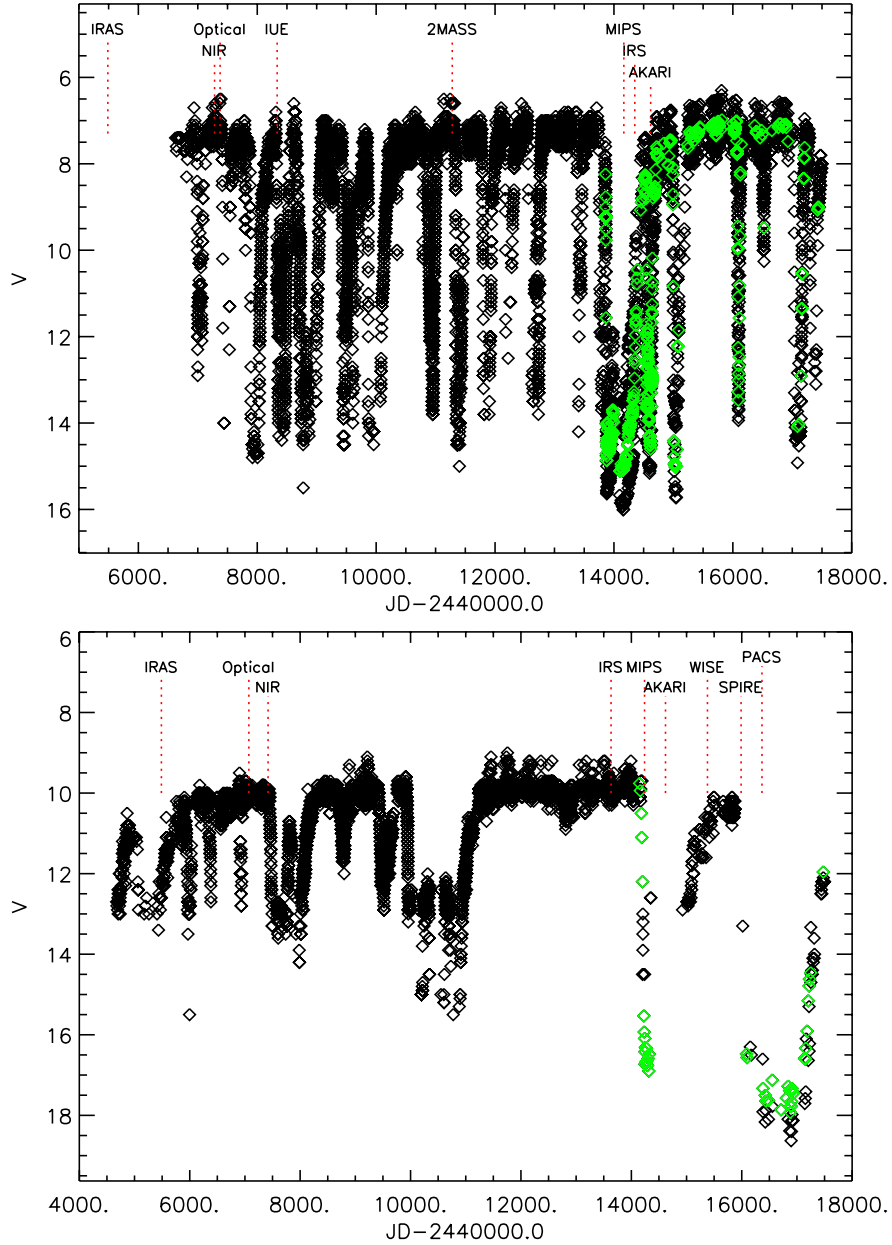 IRAS Optical IUE 2MASS MIPS
NIR IRS
AKARI
6
8
10
12
14
16
V
6000. 8000. 10000. 12000. 14000. 16000. 18000.
JD-2440000.0
6
8
10
12
14
16
18
V
PACS
IRAS Optical IRS MIPS WISE
NIR AKARI SPIRE
4000. 6000. 8000. 10000. 12000. 14000. 16000. 18000.
JD-2440000.0